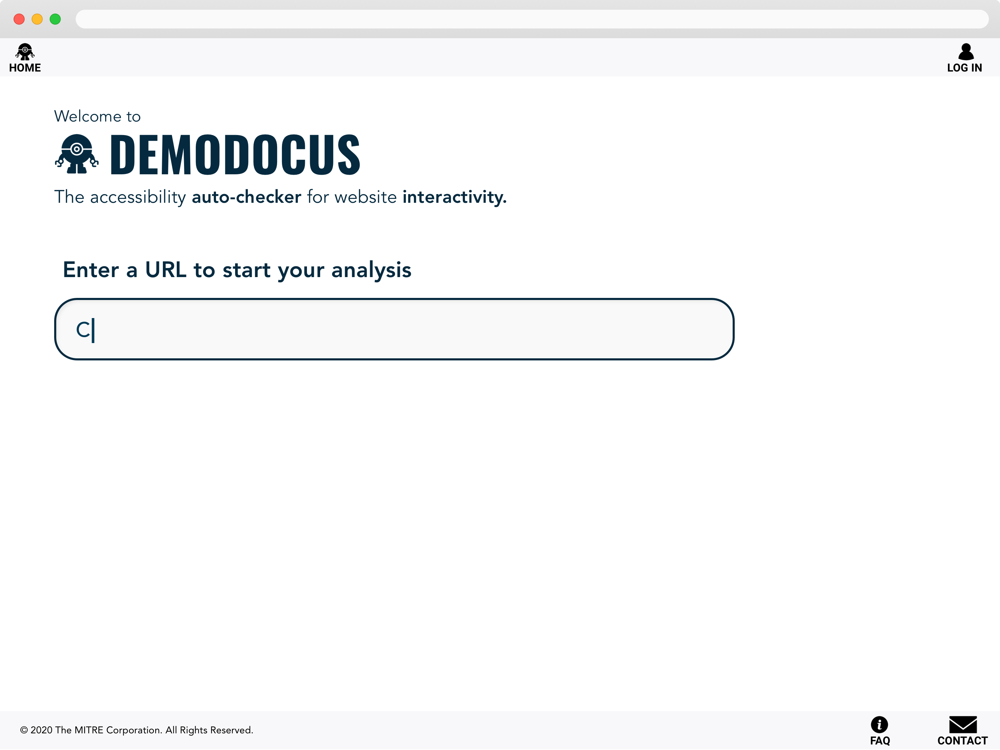 HOME
LOG IN
Welcome to
DEMODOCUS
The accessibility auto-checker for website interactivity.
Enter a URL to start your analysis
C
© 2020 The MITRE Corporation. All Rights Reserved.
FAQ
CONTACT